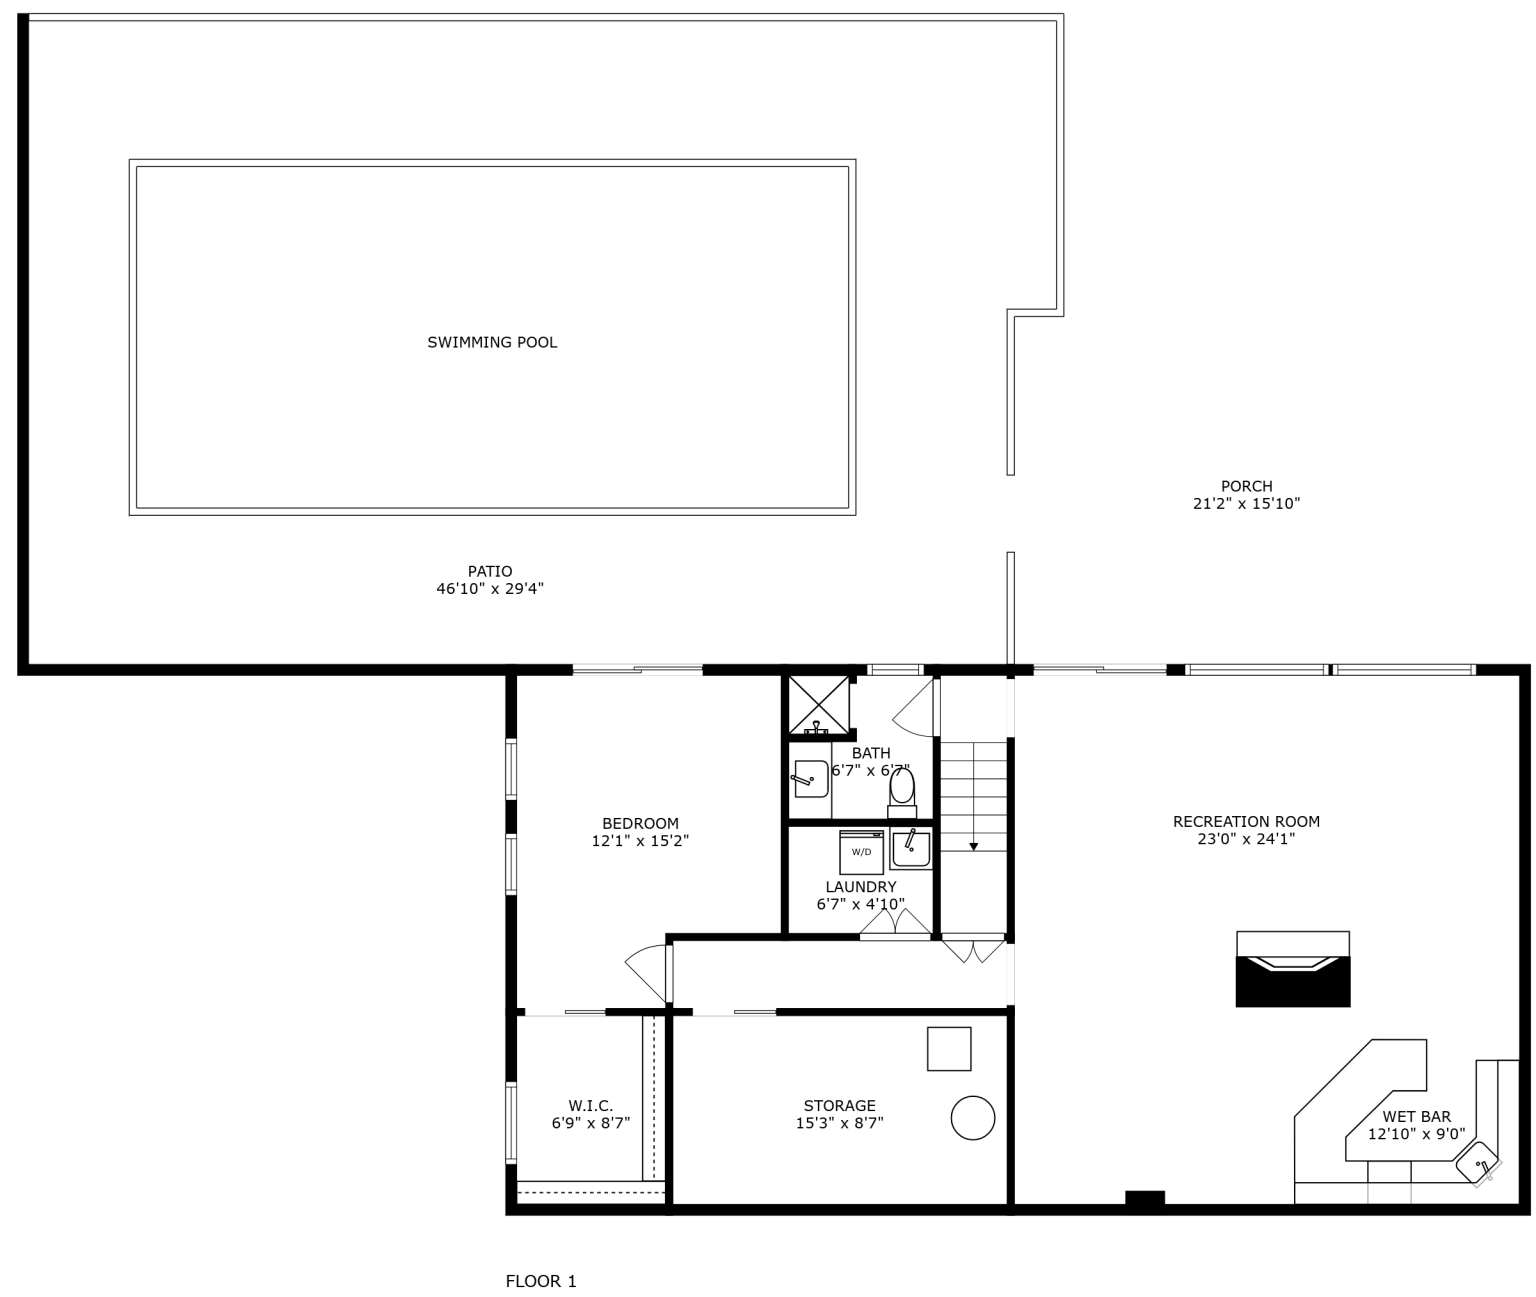 SWIMMING POOL
PORCH
21'2" x 15'10"
PATIO
46'10" x 29'4"
BATH
6'7" x 6'7"
BEDROOM
12'1" x 15'2"
RECREATION ROOM
23'0" x 24'1"
W/D
LAUNDRY
6'7" x 4'10"
W.I.C.
6'9" x 8'7"
STORAGE
15'3" x 8'7"
WET BAR
12'10" x 9'0"
FLOOR 1